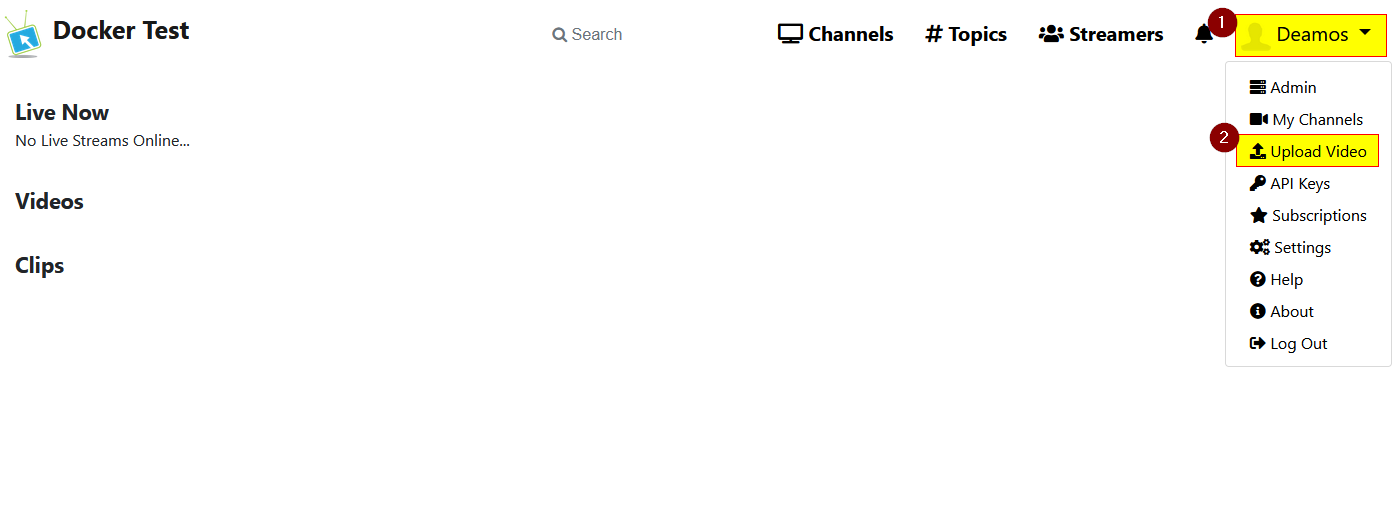 Docker Test
Search
Channels
Topics
Streamers
1
Deamos
Admin
My Channels
2
Upload Video
API Keys
Subscriptions
Settings
Help
About
Log Out
Live Now
No Live Streams Online...
Videos
Clips